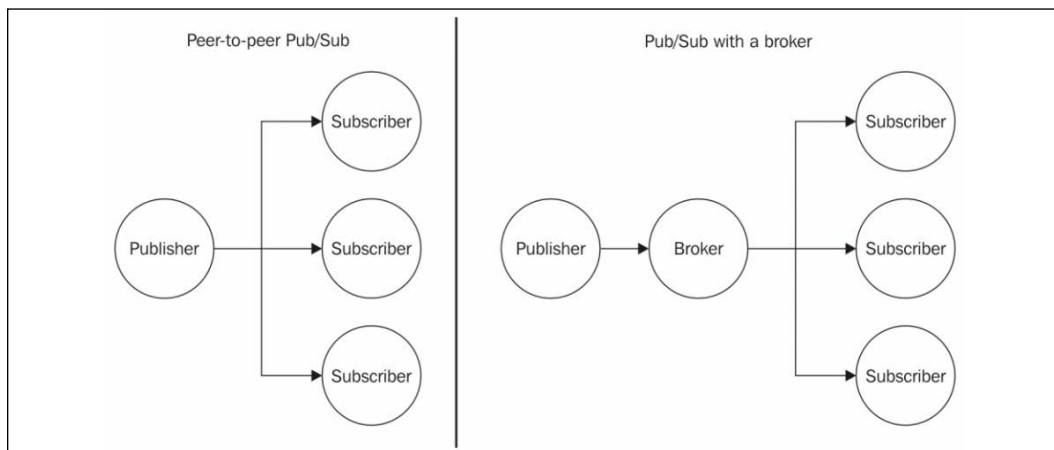 Peer-to-peer Pub/Sub
Subscriber
Publisher
Subscriber
Subscriber
Pub/Sub with a broker
Subscriber
Publisher
Broker
Subscriber
Subscriber